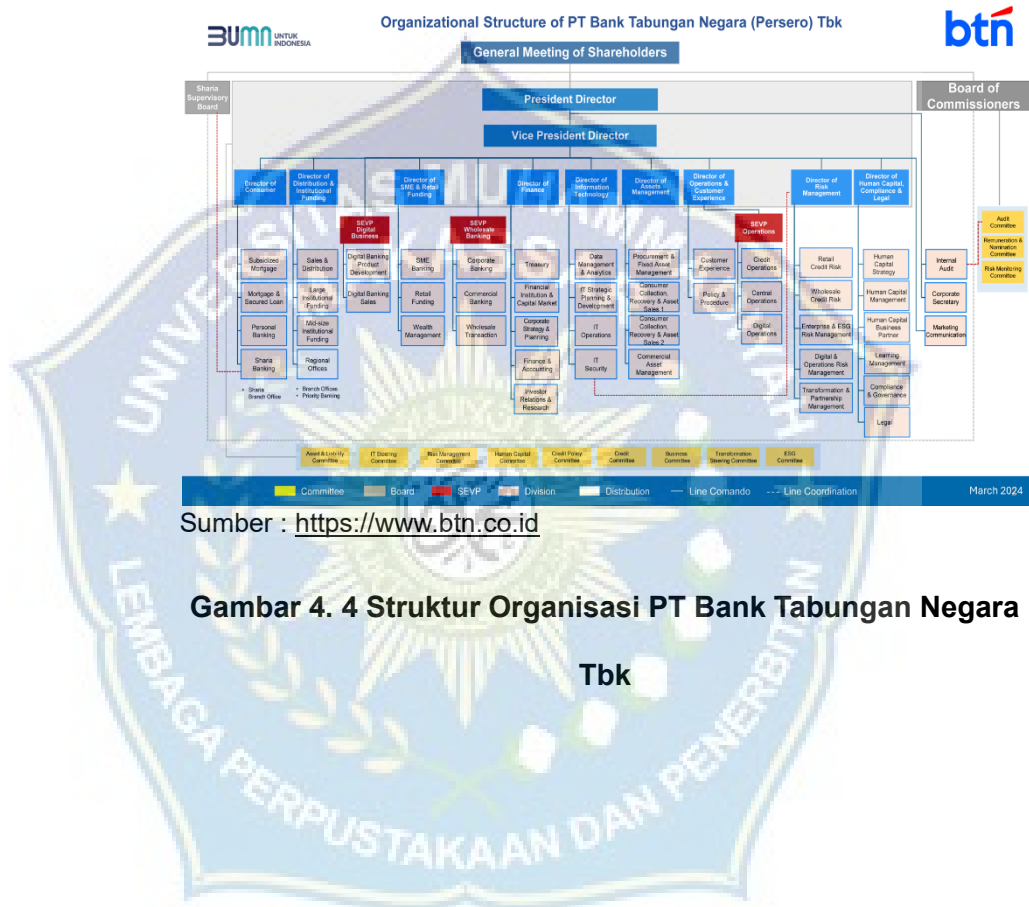 BUMN UNTUK
INDONESIA
Organizational Structure of PT Bank Tabungan Negara (Persero) Tbk
btn
General Meeting of Shareholders
Sharia
Supervisory
Board
Board of
Commissioners
President Director
Vice President Director
Director of
Consumer
Director of
Distribution &
Institutional
Funding
Director of
SME & Retail
Funding
Director of
Finance
Director of
Information
Technology
Director of
Assets
Management
Director of
Operations &
Customer
Experience
Director of
Risk
Management
Director of
Human Capital,
Compliance &
Legal
SEVP
Digital
Business
SEVP
Wholesale
Banking
SEVP
Operations
Audit
Committee
Remuneration &
Nomination
Committee
Risk Monitoring
Committee
Subsidized
Mortgage
Mortgage &
Secured Loan
Personal
Banking
Sharia
Banking
• Sharia
Branch Office
Sales &
Distribution
Large
Institutional
Funding
Mid-size
Institutional
Funding
Regional
Offices
• Branch Offices
• Priority Banking
Digital Banking
Product
Development
Digital Banking
Sales
SME
Banking
Retail
Funding
Wealth
Management
Corporate
Banking
Commercial
Banking
Wholesale
Transaction
Treasury
Financial
Institution &
Capital Market
Corporate
Strategy &
Planning
Finance &
Accounting
Investor
Relations &
Research
Data
Management
& Analytics
IT Strategic
Planning &
Development
IT
Operations
IT
Security
Procurement &
Fixed Asset
Management
Consumer
Collection,
Recovery & Asset
Sales 1
Consumer
Collection,
Recovery & Asset
Sales 2
Commercial
Asset
Management
Customer
Experience
Policy &
Procedure
Credit
Operations
Central
Operations
Digital
Operations
Retail
Credit Risk
Wholesale
Credit Risk
Enterprise & ESG
Risk Management
Digital &
Operations Risk
Management
Transformation &
Partnership
Management
Human
Capital
Strategy
Human Capital
Management
Human Capital
Business
Partner
Learning
Management
Compliance
& Governance
Legal
Internal
Audit
Corporate
Secretary
Marketing
Communication
Asset & Liability
Committee
IT Steering
Committee
Risk Management
Committee
Human Capital
Committee
Credit Policy
Committee
Credit
Committee
Business
Committee
Transformation
Steering Committee
ESG
Committee
Committee
Board
SEVP
Division
Distribution
Line Comando
Line Coordination
March 2024
Sumber : https://www.btn.co.id
Gambar 4. 4 Struktur Organisasi PT Bank Tabungan Negara
Tbk
UNIVERSITAS MUHAMMADIYAH
LEMBAGA PERPUSTAKAAN DAN PENERBITAN